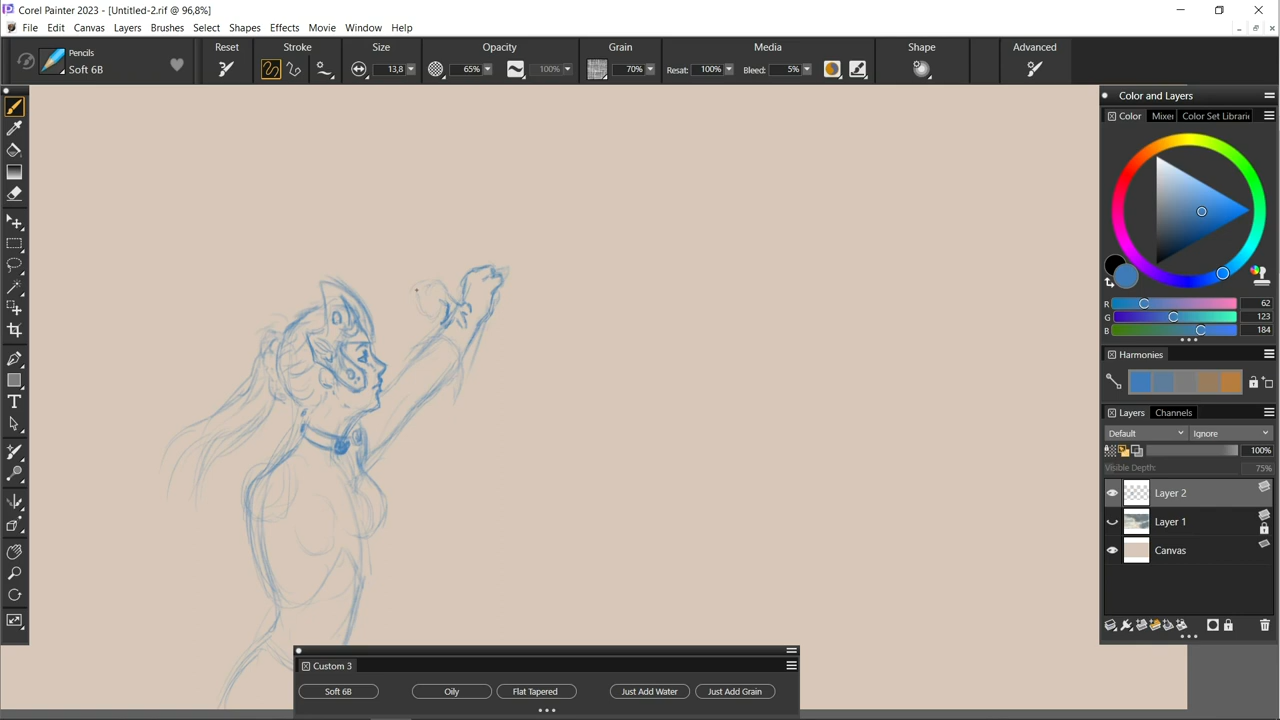 Corel Painter 2023 - [Untitled-2.rif @ 96,8%]
File Edit Canvas Layers Brushes Select Shapes Effects Movie Window Help
Pencils
Soft 6B
Reset
Stroke
Size
13,8
Opacity
65% 100%
Grain
70%
Media
Resat: 100% Bleed: 5%
Shape
Advanced
Color and Layers
Color Mixer Color Set Librari
R 62
G 123
B 184
Harmonies
Layers Channels
Default Ignore
100%
Visible Depth: 75%
Layer 2
Layer 1
Canvas
Custom 3
Soft 6B Oily Flat Tapered Just Add Water Just Add Grain